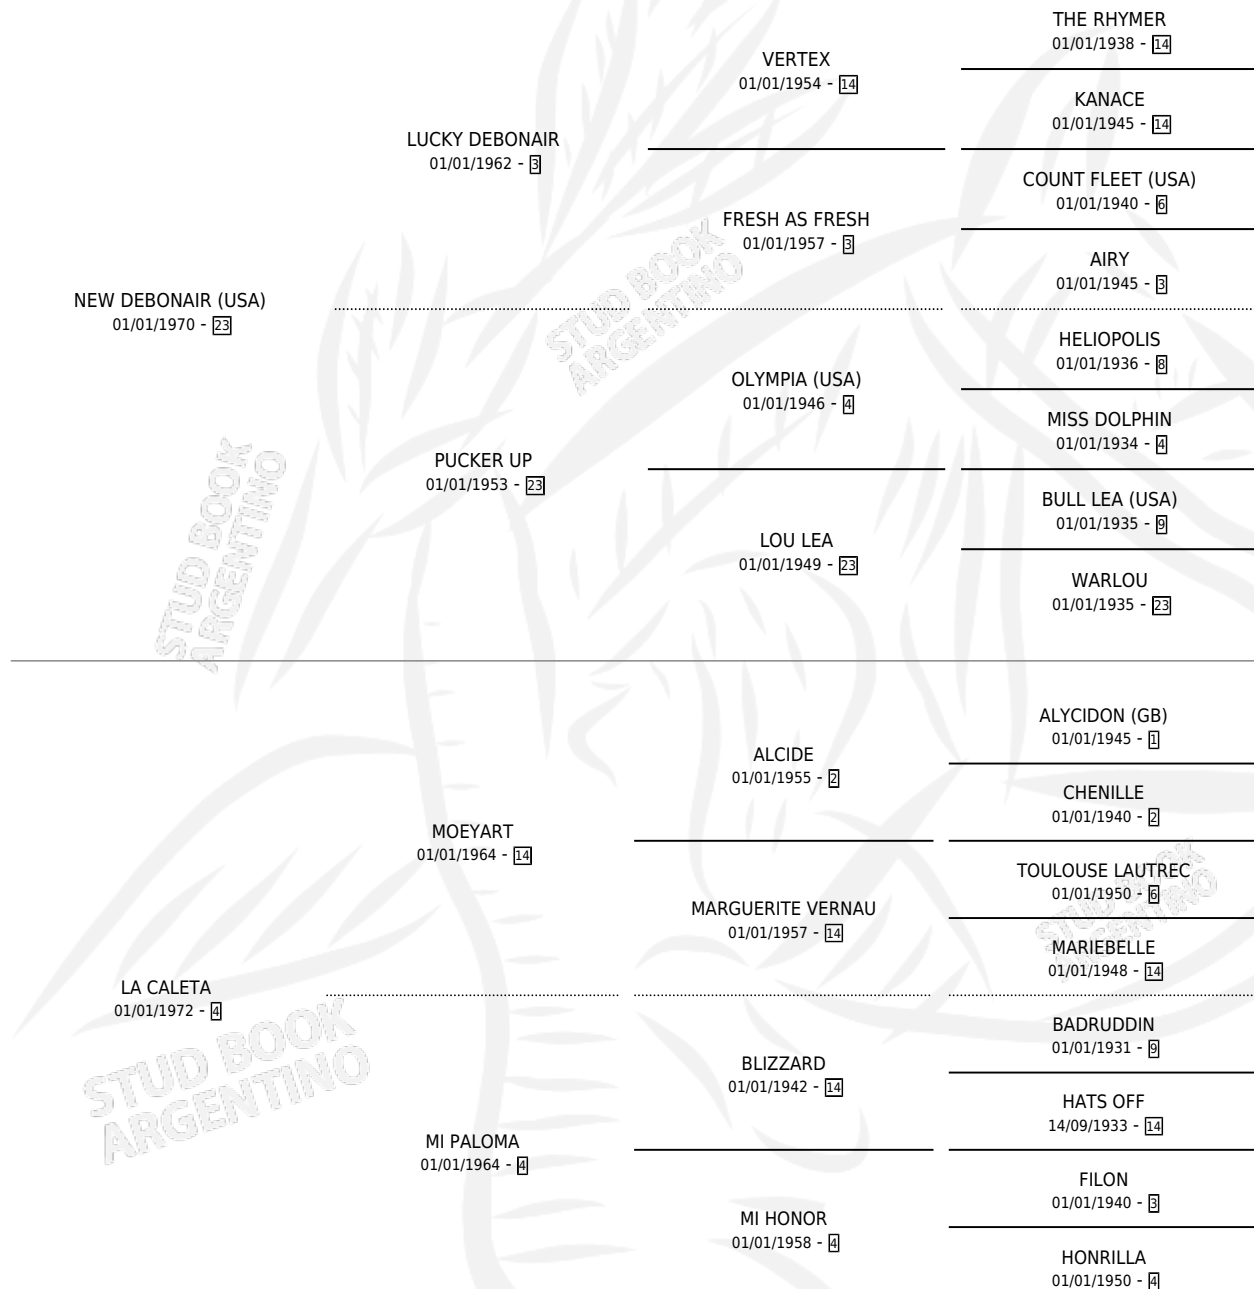 THE RHYMER
01/01/1938 - 14
VERTEX
01/01/1954 - 14
KANACE
01/01/1945 - 14
LUCKY DEBONAIR
01/01/1962 - 3
COUNT FLEET (USA)
01/01/1940 - 6
FRESH AS FRESH
01/01/1957 - 3
AIRY
01/01/1945 - 3
NEW DEBONAIR (USA)
01/01/1970 - 23
HELIOPOLIS
01/01/1936 - 8
OLYMPIA (USA)
01/01/1946 - 4
MISS DOLPHIN
01/01/1934 - 4
PUCKER UP
01/01/1953 - 23
BULL LEA (USA)
01/01/1935 - 9
LOU LEA
01/01/1949 - 23
WARLOU
01/01/1935 - 23
ALYCIDON (GB)
01/01/1945 - 1
ALCIDE
01/01/1955 - 2
CHENILLE
01/01/1940 - 2
MOEYART
01/01/1964 - 14
TOULOUSE LAUTREC
01/01/1950 - 6
MARGUERITE VERNAU
01/01/1957 - 14
MARIEBELLE
01/01/1948 - 14
LA CALETA
01/01/1972 - 4
BADRUDDIN
01/01/1931 - 9
BLIZZARD
01/01/1942 - 14
HATS OFF
14/09/1933 - 14
MI PALOMA
01/01/1964 - 4
FILON
01/01/1940 - 3
MI HONOR
01/01/1958 - 4
HONRILLA
01/01/1950 - 4
STUD BOOK
ARGENTINO
STUD BOOK
ARGENTINO
STUD BOOK
ARGENTINO
STUD BOOK
ARGENTINO